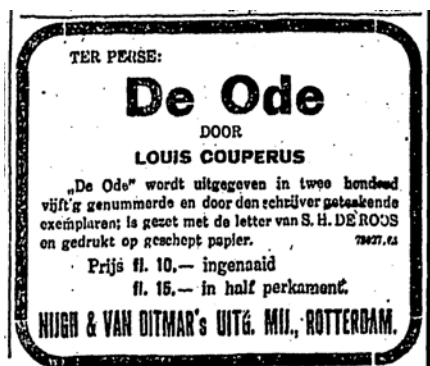 TER PERSE:
De Ode
DOOR
LOUIS COUPERUS
„De Ode” wordt uitgegeven in twee honderd
vijft'g genummerde en door den schrijver geteekende
exemplaren; is gezet met de letter van S. H. DE ROOS
en gedrukt op geschept papier.
Prijs fl. 10.— ingenaaid
fl. 15.— in half perkament.
NIJGH & VAN DITMAR's UITG. MIJ., ROTTERDAM.